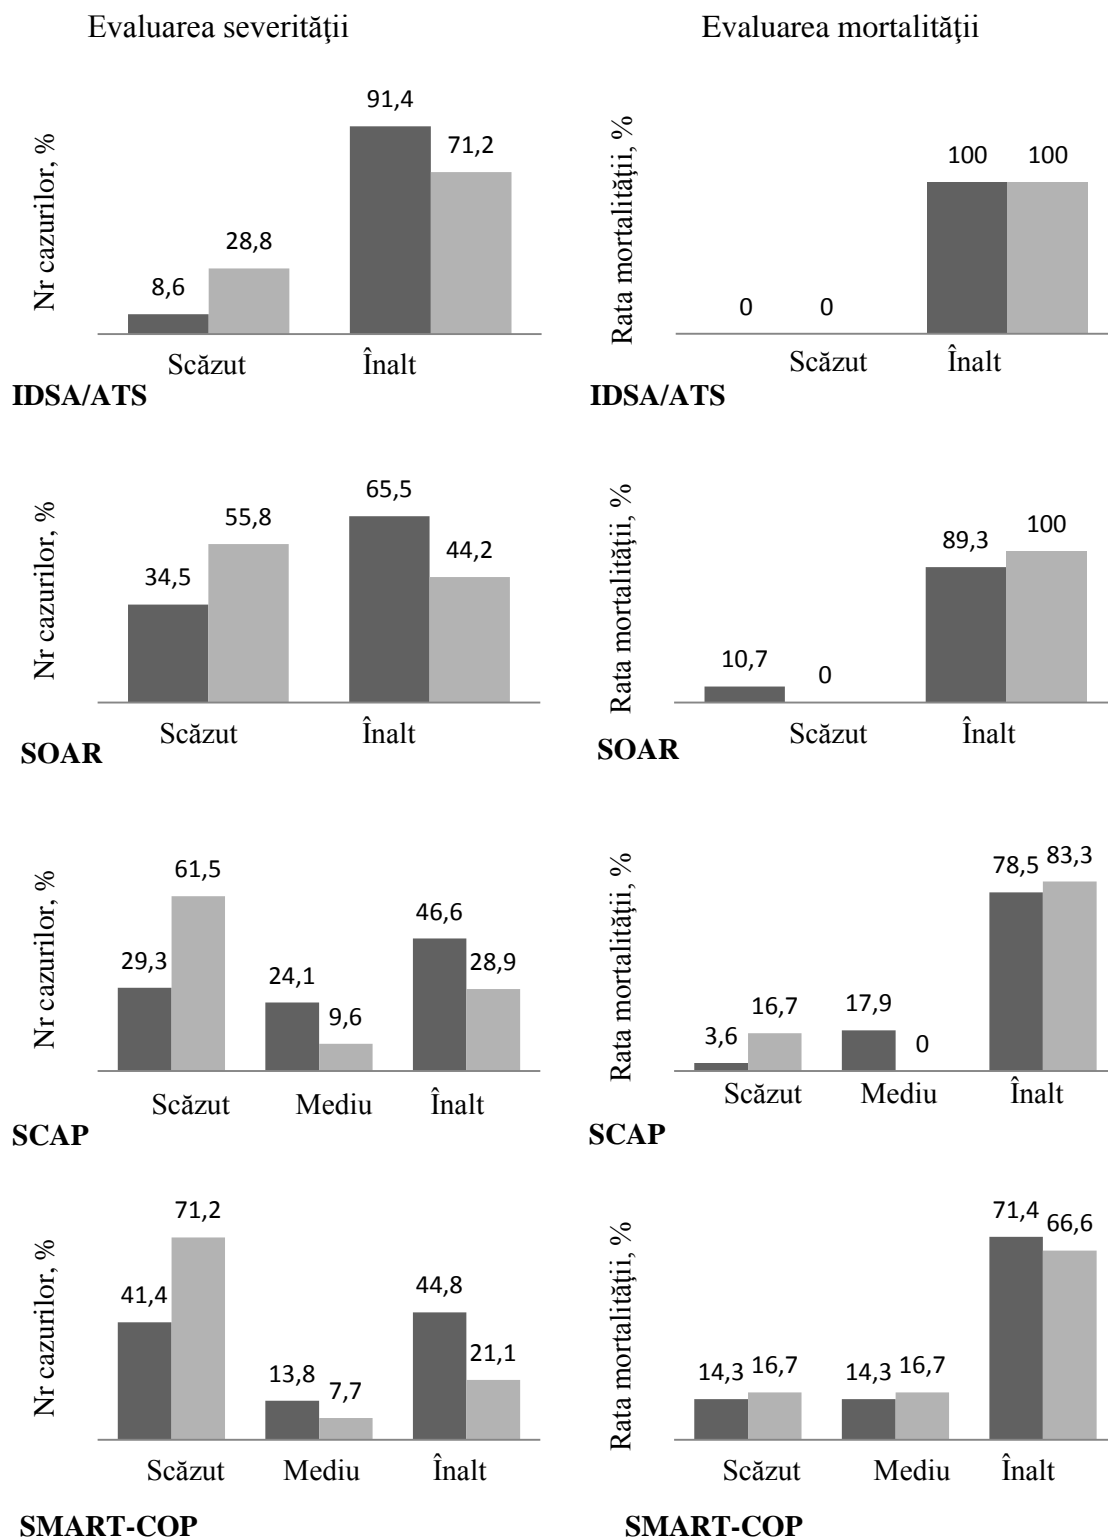 Evaluarea severităţii
Evaluarea mortalităţii
Nr cazurilor, %
8,6
28,8
91,4
71,2
Scăzut
Înalt
IDSA/ATS
Rata mortalităţii, %
0
0
100
100
Scăzut
Înalt
IDSA/ATS
Nr cazurilor, %
34,5
55,8
65,5
44,2
Scăzut
Înalt
SOAR
Rata mortalităţii, %
10,7
0
89,3
100
Scăzut
Înalt
SOAR
Nr cazurilor, %
29,3
61,5
24,1
9,6
46,6
28,9
Scăzut
Mediu
Înalt
SCAP
Rata mortalităţii, %
3,6
16,7
17,9
0
78,5
83,3
Scăzut
Mediu
Înalt
SCAP
Nr cazurilor, %
41,4
71,2
13,8
7,7
44,8
21,1
Scăzut
Mediu
Înalt
SMART-COP
Rata mortalităţii, %
14,3
16,7
14,3
16,7
71,4
66,6
Scăzut
Mediu
Înalt
SMART-COP